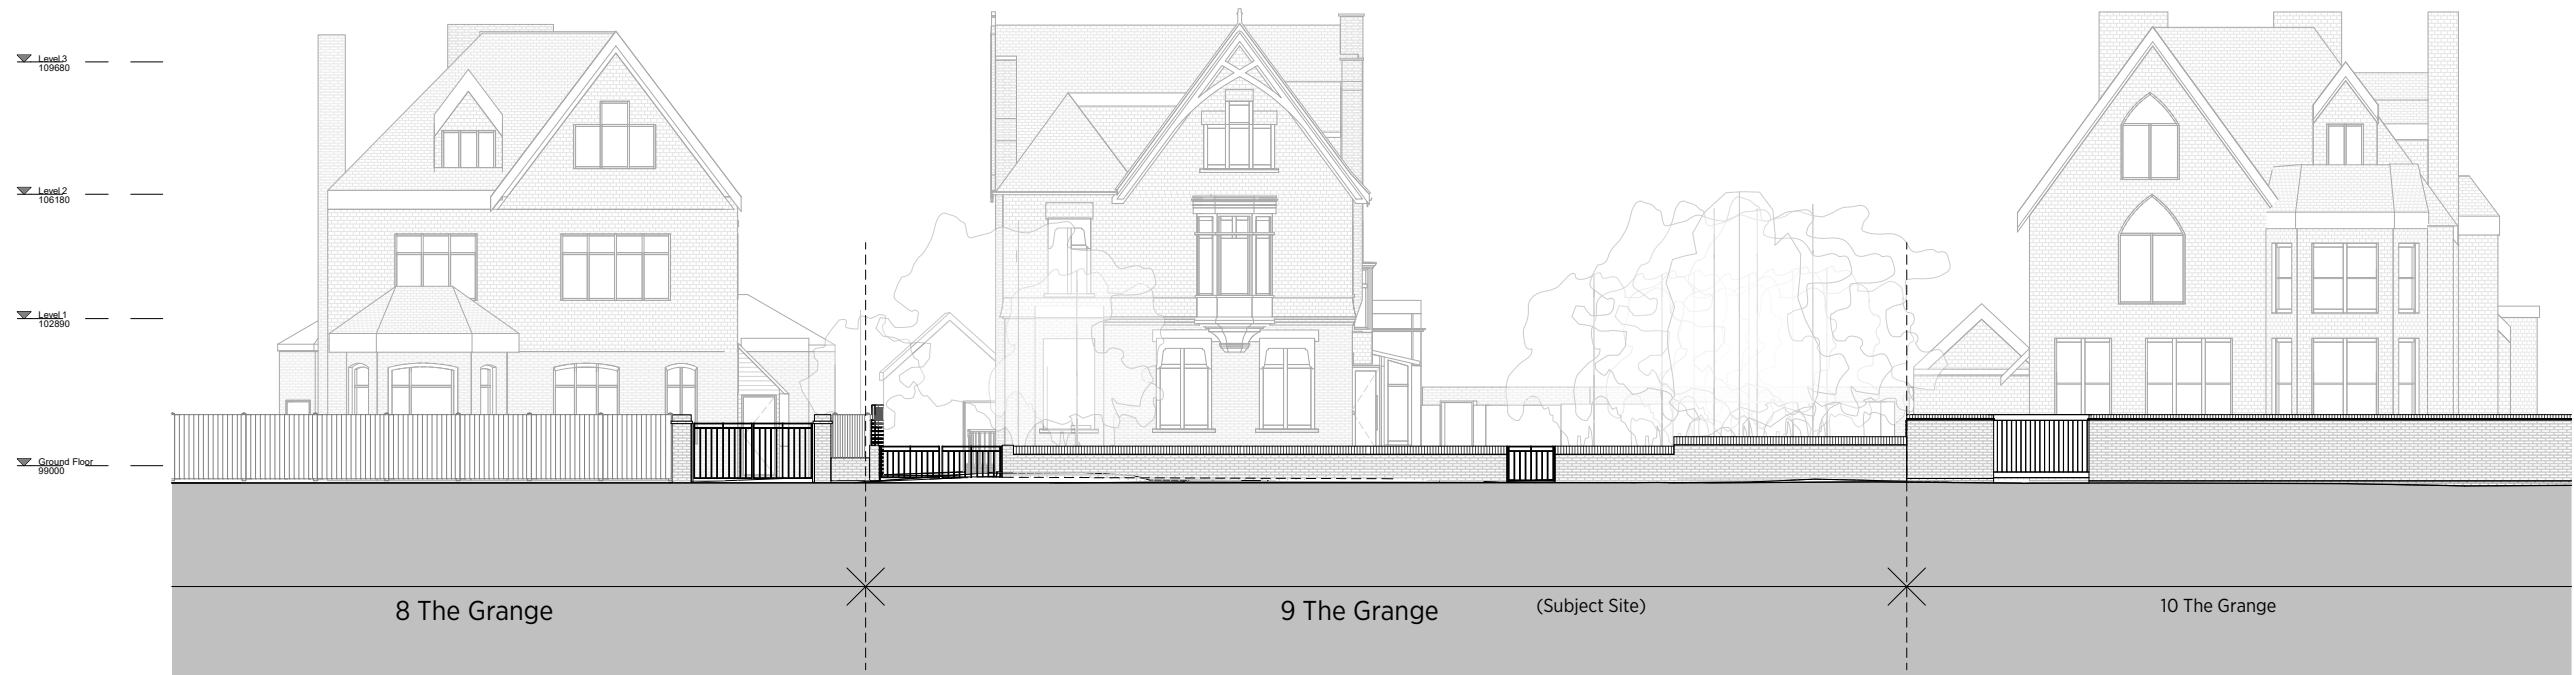 Level 3
109680
Level 2
106180
Level 1
102890
Ground Floor
99000
8 The Grange
9 The Grange
(Subject Site)
10 The Grange